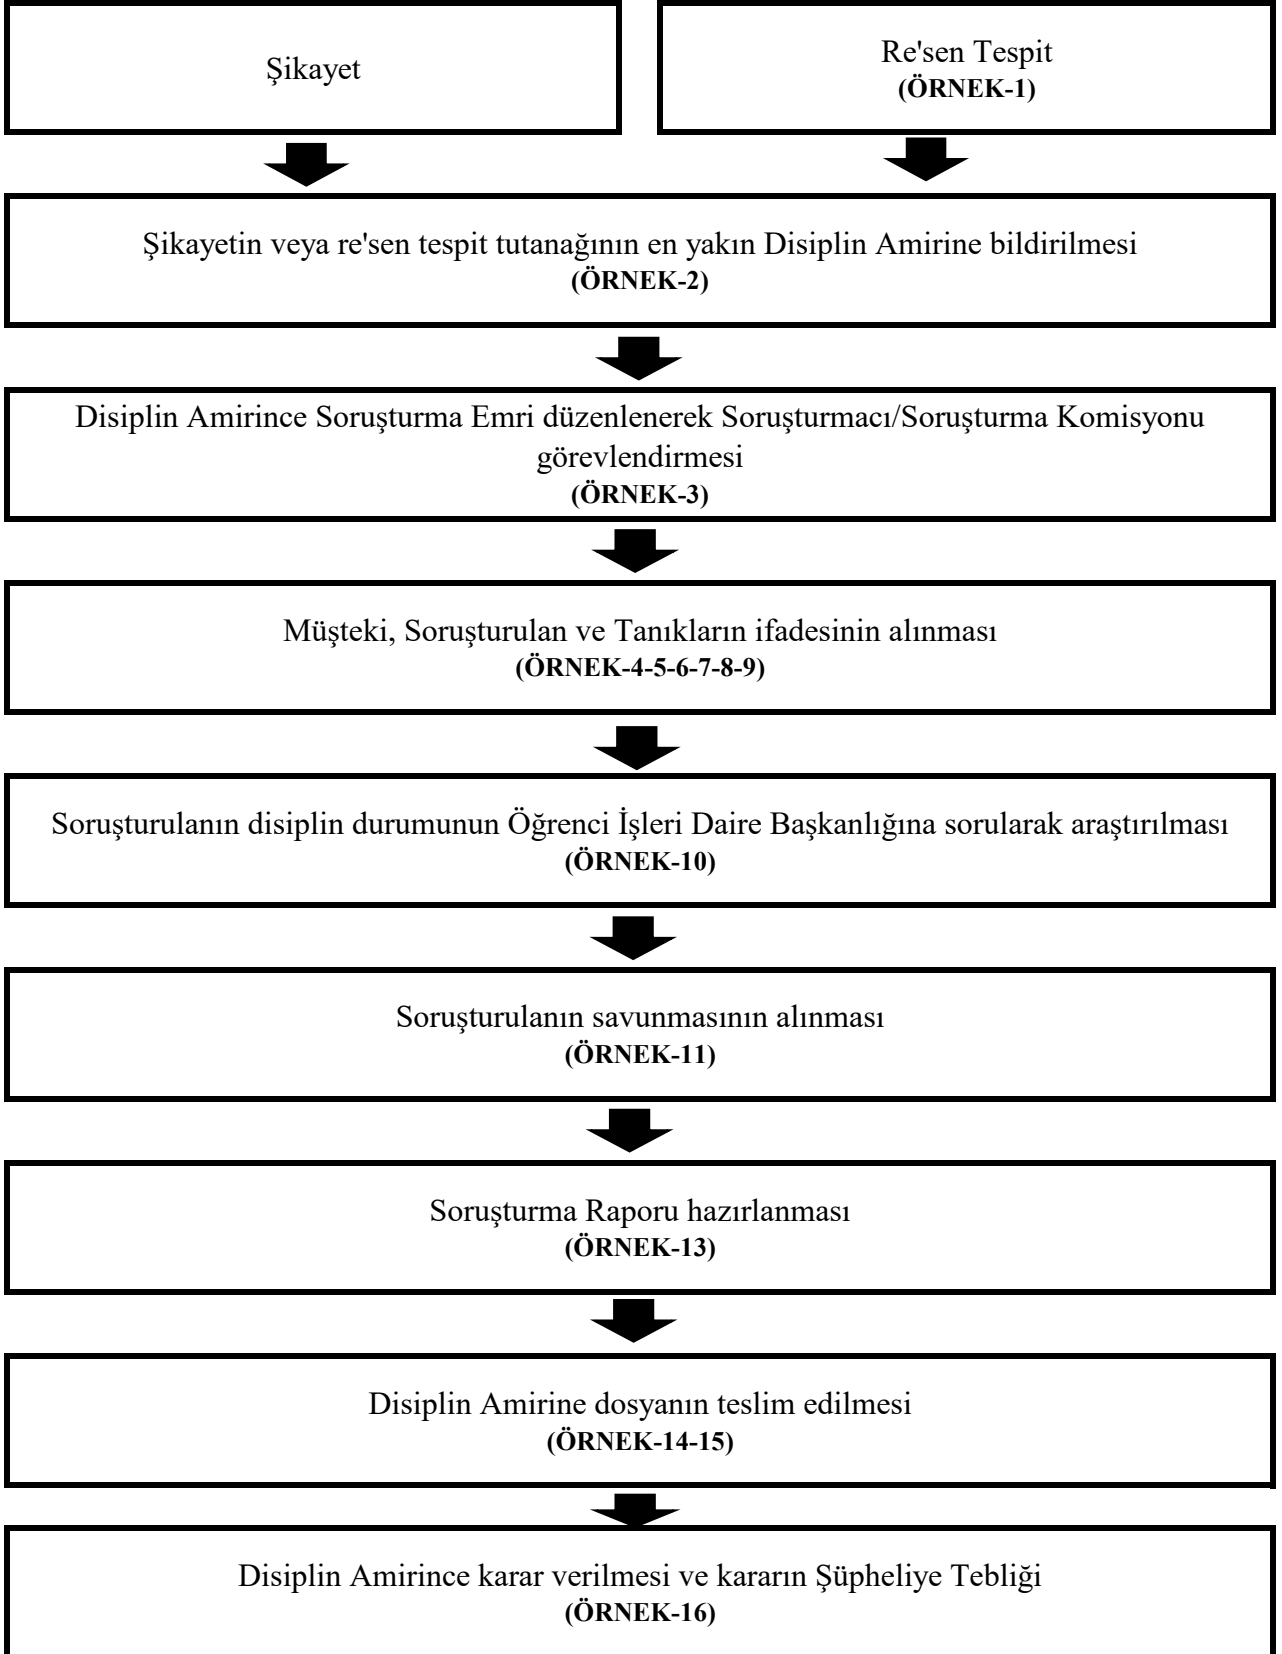 Şikayet
Re'sen Tespit
(ÖRNEK-1)
Şikayetin veya re'sen tespit tutanağının en yakın Disiplin Amirine bildirilmesi
(ÖRNEK-2)
Disiplin Amirince Soruşturma Emri düzenlenerek Soruşturmacı/Soruşturma Komisyonu
görevlendirmesi
(ÖRNEK-3)
Müşteki, Soruşturulan ve Tanıkların ifadesinin alınması
(ÖRNEK-4-5-6-7-8-9)
Soruşturulanın disiplin durumunun Öğrenci İşleri Daire Başkanlığına sorularak araştırılması
(ÖRNEK-10)
Soruşturulanın savunmasının alınması
(ÖRNEK-11)
Soruşturma Raporu hazırlanması
(ÖRNEK-13)
Disiplin Amirine dosyanın teslim edilmesi
(ÖRNEK-14-15)
Disiplin Amirince karar verilmesi ve kararın Şüpheliye Tebliği
(ÖRNEK-16)